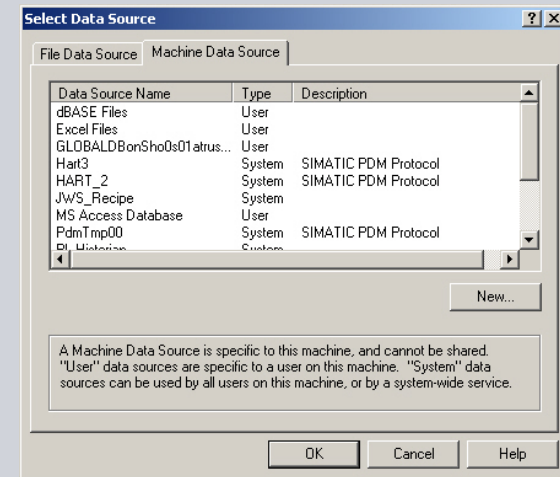 Select Data Source
File Data Source Machine Data Source
Data Source Name Type Description
dBASE Files User
Excel Files User
GLOBALDBonSho0s01atrus... User
Hart3 System SIMATIC PDM Protocol
HART_2 System SIMATIC PDM Protocol
JWS_Recipe System
MS Access Database User
PdmTmp00 System SIMATIC PDM Protocol
PI_Historian System
New...
A Machine Data Source is specific to this machine, and cannot be shared.
"User" data sources are specific to a user on this machine. "System" data
sources can be used by all users on this machine, or by a system-wide service.
OK Cancel Help